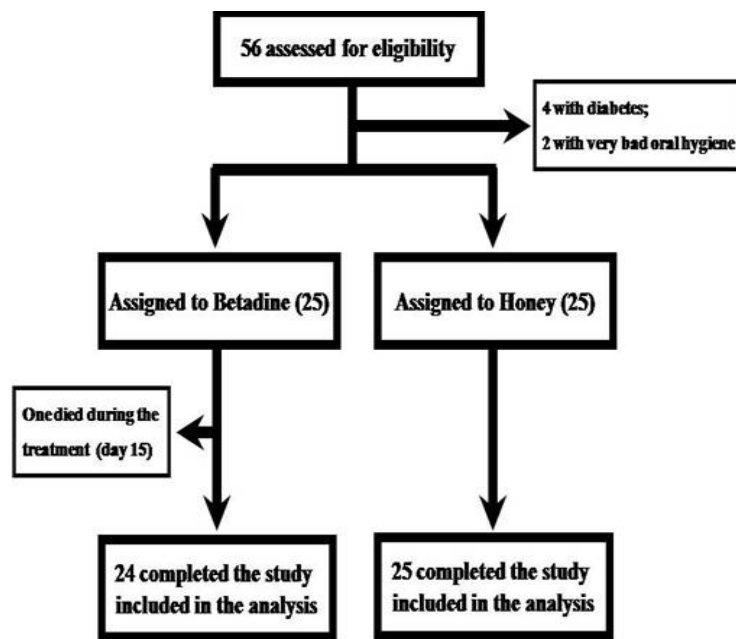 56 assessed for eligibility
4 with diabetes;
2 with very bad oral hygiene
Assigned to Betadine (25)
Assigned to Honey (25)
One died during the
treatment (day 15)
24 completed the study
included in the analysis
25 completed the study
included in the analysis